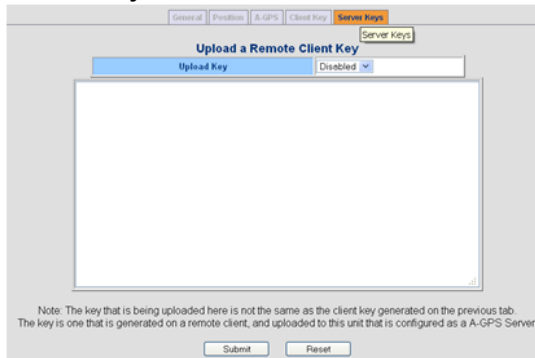 General Position A-GPS Client Key Server Keys
Server Keys
Upload a Remote Client Key
Upload Key Disabled
Note: The key that is being uploaded here is not the same as the client key generated on the previous tab.
The key is one that is generated on a remote client, and uploaded to this unit that is configured as a A-GPS Server
Submit Reset